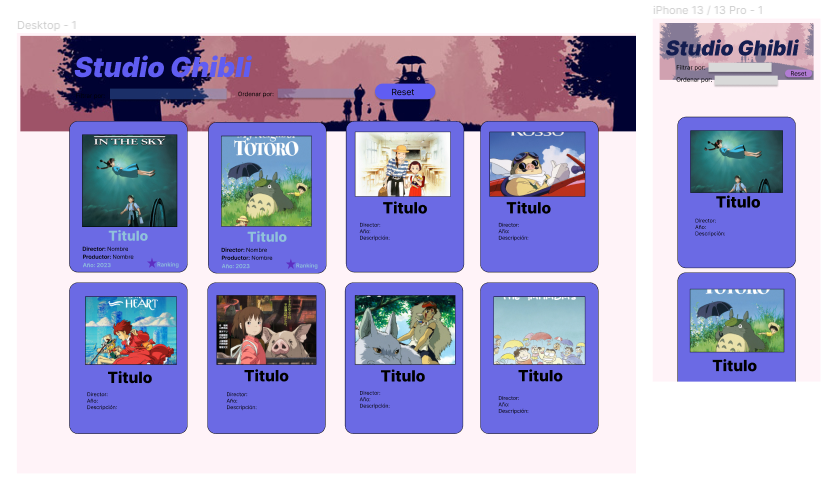 Desktop - 1
Studio Ghibli
Ordenar por:
Reset
IN THE SKY
Titulo
Director: Nombre
Productor: Nombre
Año: 2023
Ranking
TOTORO
Titulo
Director: Nombre
Productor: Nombre
Año: 2023
Ranking
Titulo
Director:
Año:
Descripción:
ROSSO
Titulo
Director:
Año:
Descripción:
HEART
Titulo
Director:
Año:
Descripción:
Titulo
Director:
Año:
Descripción:
Titulo
Director:
Año:
Descripción:
Titulo
Director:
Año:
Descripción:
iPhone 13 / 13 Pro - 1
Studio Ghibli
Filtrar por:
Reset
Ordenar por:
Titulo
Director:
Año:
Descripción:
TOTORO
Titulo